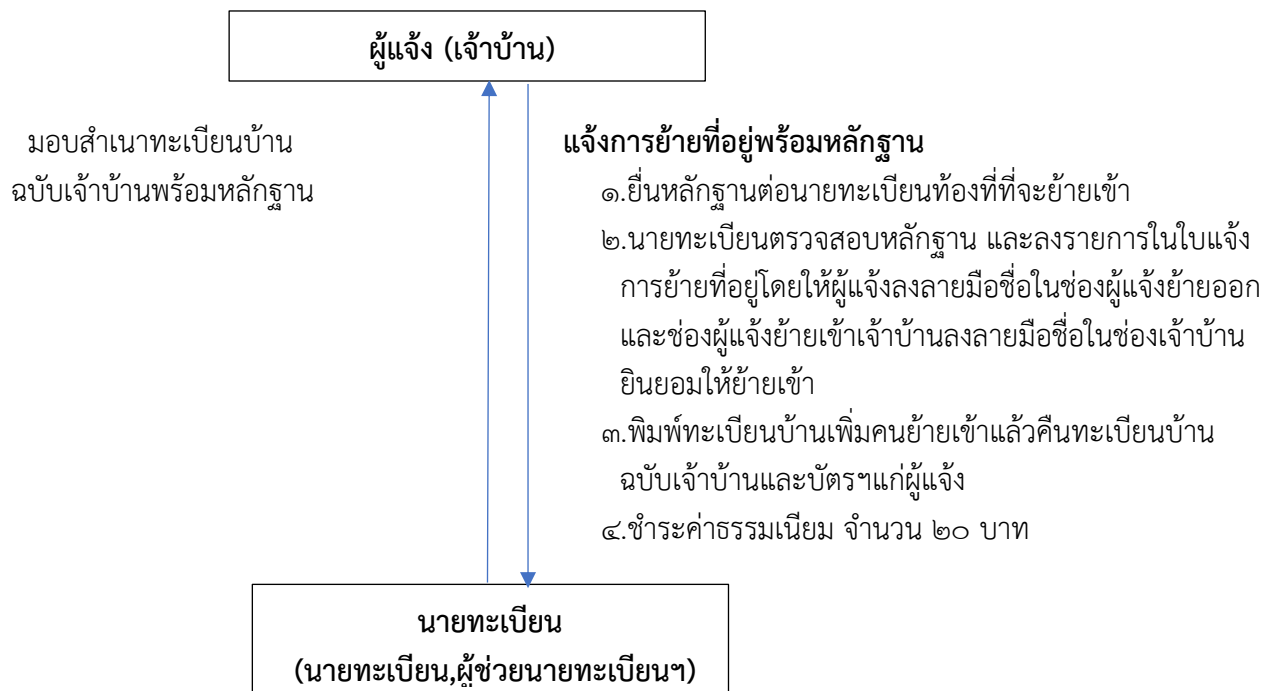 ผู้แจ้ง (เจ้าบ้าน)
มอบสำเนาทะเบียนบ้าน
ฉบับเจ้าบ้านพร้อมหลักฐาน
แจ้งการย้ายที่อยู่พร้อมหลักฐาน
๑.ยื่นหลักฐานต่อนายทะเบียนท้องที่ที่จะย้ายเข้า
๒.นายทะเบียนตรวจสอบหลักฐาน และลงรายการในใบแจ้ง
การย้ายที่อยู่โดยให้ผู้แจ้งลงลายมือชื่อในช่องผู้แจ้งย้ายออก
และช่องผู้แจ้งย้ายเข้าเจ้าบ้านลงลายมือชื่อในช่องเจ้าบ้าน
ยินยอมให้ย้ายเข้า
๓.พิมพ์ทะเบียนบ้านเพิ่มคนย้ายเข้าแล้วคืนทะเบียนบ้าน
ฉบับเจ้าบ้านและบัตรฯแก่ผู้แจ้ง
๔.ชำระค่าธรรมเนียม จำนวน ๒๐ บาท
นายทะเบียน
(นายทะเบียน,ผู้ช่วยนายทะเบียนฯ)